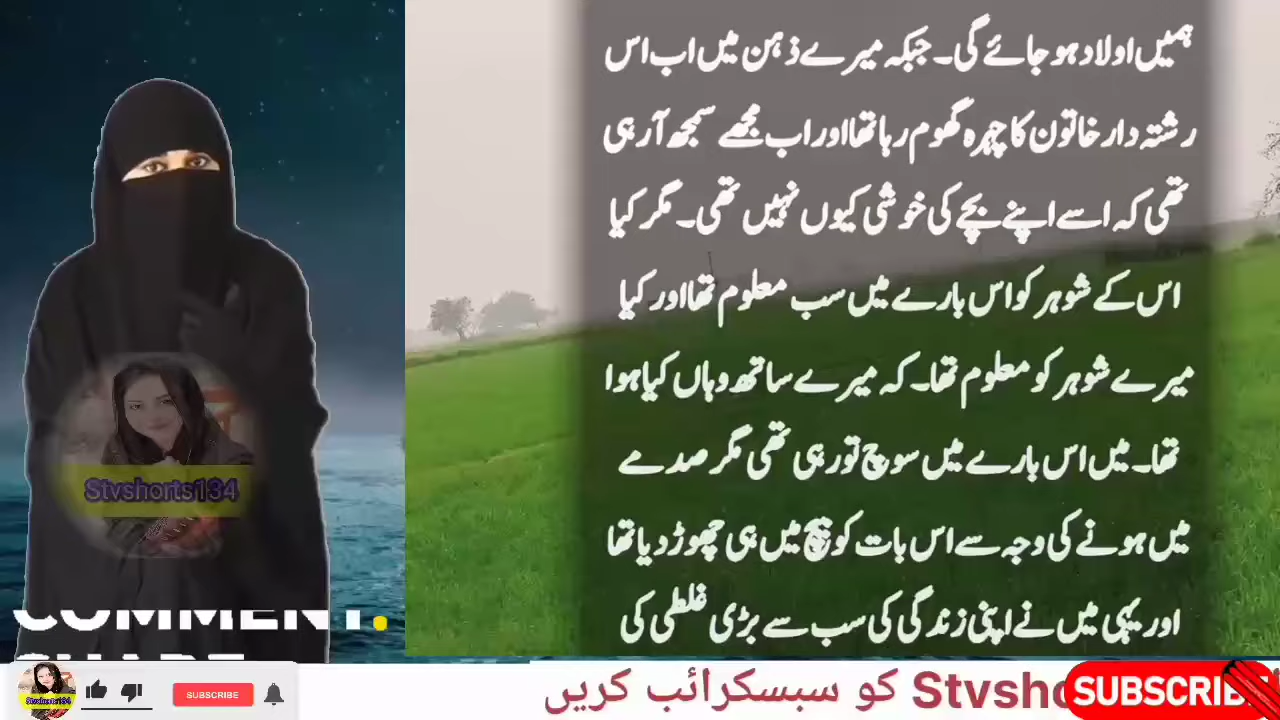 ہمیں اولاد ہو جائے گی۔ جبکہ میرے ذہن میں اب اس
رشتہ دار خاتون کا چہرہ گھوم رہا تھا اور اب مجھے سمجھ آ رہی
تھی کہ اسے اپنے بچے کی خوشی کیوں نہیں تھی۔ مگر کیا
اس کے شوہر کو اس بارے میں سب معلوم تھا اور کیا
میرے شوہر کو معلوم تھا۔ کہ میرے ساتھ وہاں کیا ہوا
تھا۔ میں اس بارے میں سوچ تو رہی تھی مگر صدمے
میں ہونے کی وجہ سے اس بات کو بیچ میں ہی چھوڑ دیا تھا
اور یہی میں نے اپنی زندگی کی سب سے بڑی غلطی کی
Stvshorts134
COMMENT.
Stvshorts134
SUBSCRIBE
کو سبسکرائب کریں
SUBSCRIBE